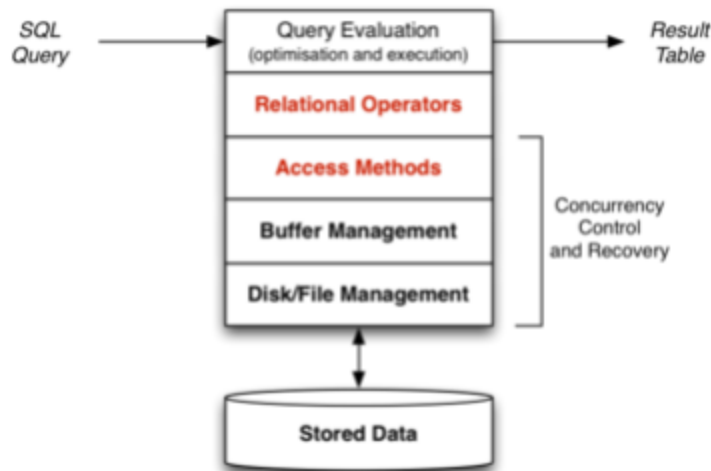 SQL
Query
Query Evaluation
(optimisation and execution)
Result
Table
Relational Operators
Access Methods
Buffer Management
Disk/File Management
Concurrency
Control
and Recovery
Stored Data